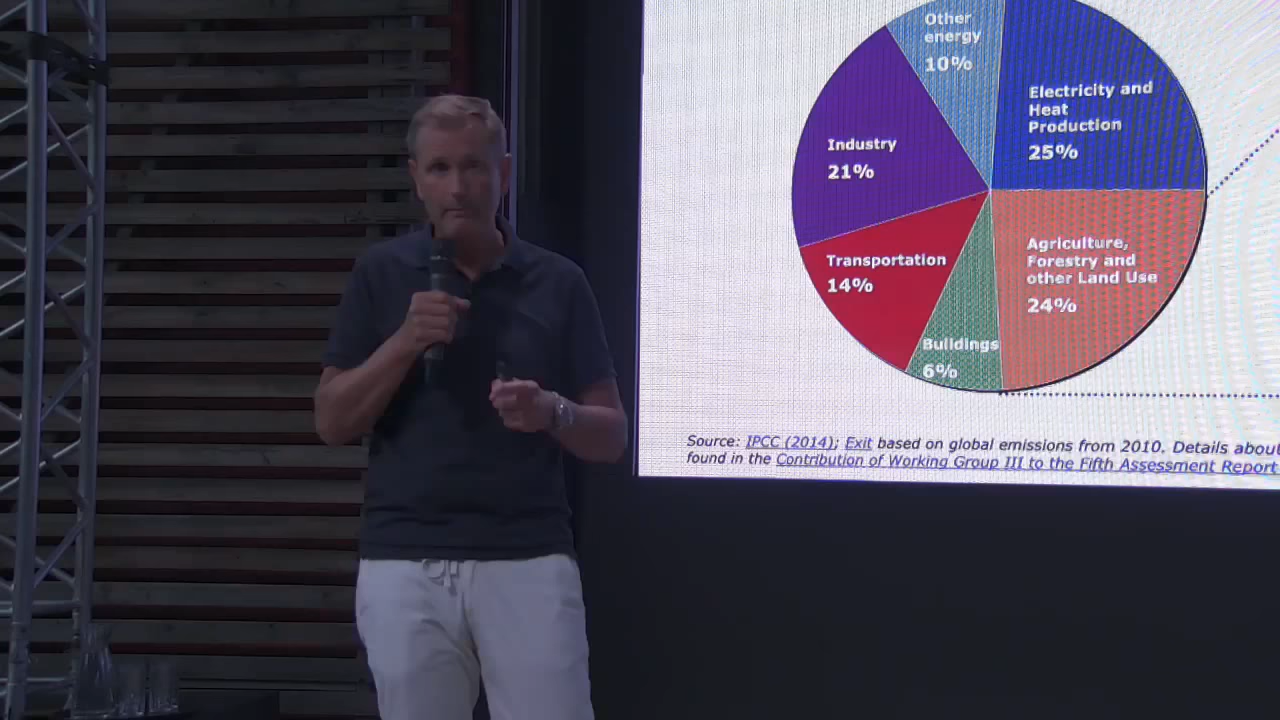 Other
energy
10%
Electricity and
Heat
Production
25%
Industry
21%
Transportation
14%
Agriculture,
Forestry and
other Land Use
24%
Buildings
6%
Source: IPCC (2014); Exit based on global emissions from 2010. Details about
found in the Contribution of Working Group III to the Fifth Assessment Report